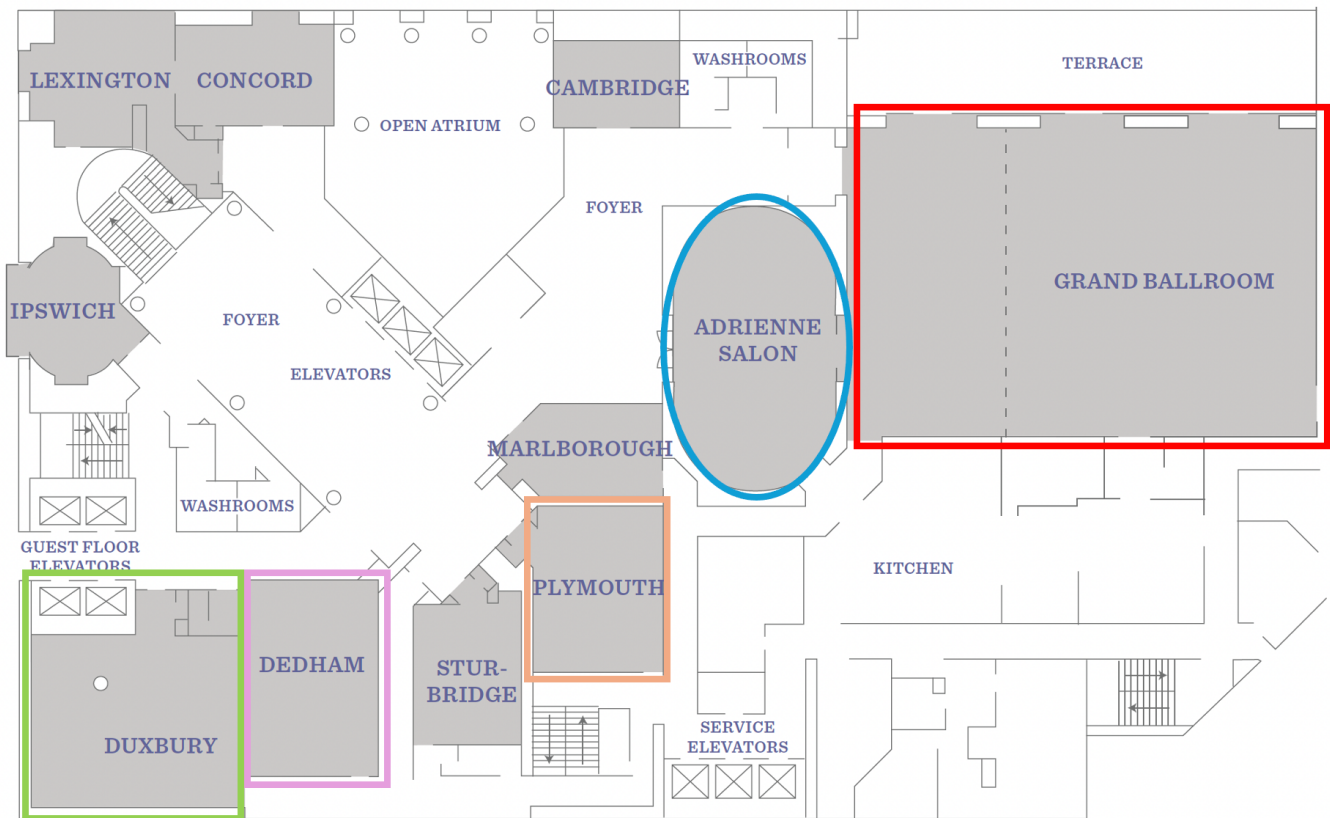 LEXINGTON
CONCORD
OPEN ATRIUM
CAMBRIDGE
WASHROOMS
TERRACE
FOYER
IPSWICH
FOYER
ELEVATORS
ADRIENNE
SALON
GRAND BALLROOM
MARLBOROUGH
WASHROOMS
GUEST FLOOR
ELEVATORS
PLYMOUTH
KITCHEN
DUXBURY
DEDHAM
STUR-
BRIDGE
SERVICE
ELEVATORS